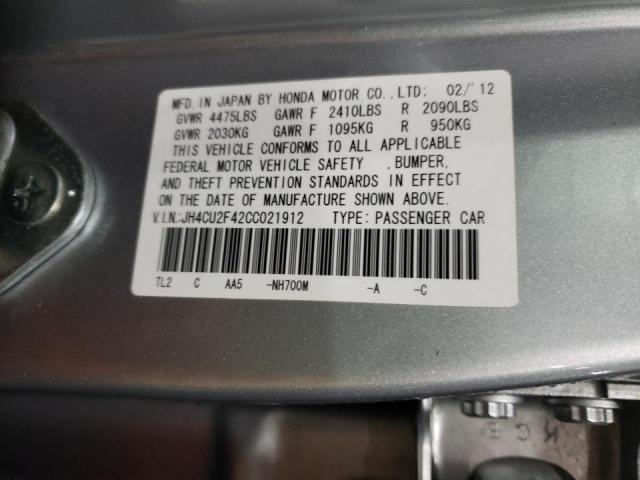 MFD. IN JAPAN BY HONDA MOTOR CO., LTD: 02/'12
GVWR 4475LBS GAWR F 2410LBS R 2090LBS
GVWR 2030KG GAWR F 1095KG R 950KG
THIS VEHICLE CONFORMS TO ALL APPLICABLE
FEDERAL MOTOR VEHICLE SAFETY ,BUMPER,
AND THEFT PREVENTION STANDARDS IN EFFECT
ON THE DATE OF MANUFACTURE SHOWN ABOVE.
V.I.N.:JH4CU2F42CC021912 TYPE: PASSENGER CAR
TL2 C AA5 -NH700M -A -C
K C B